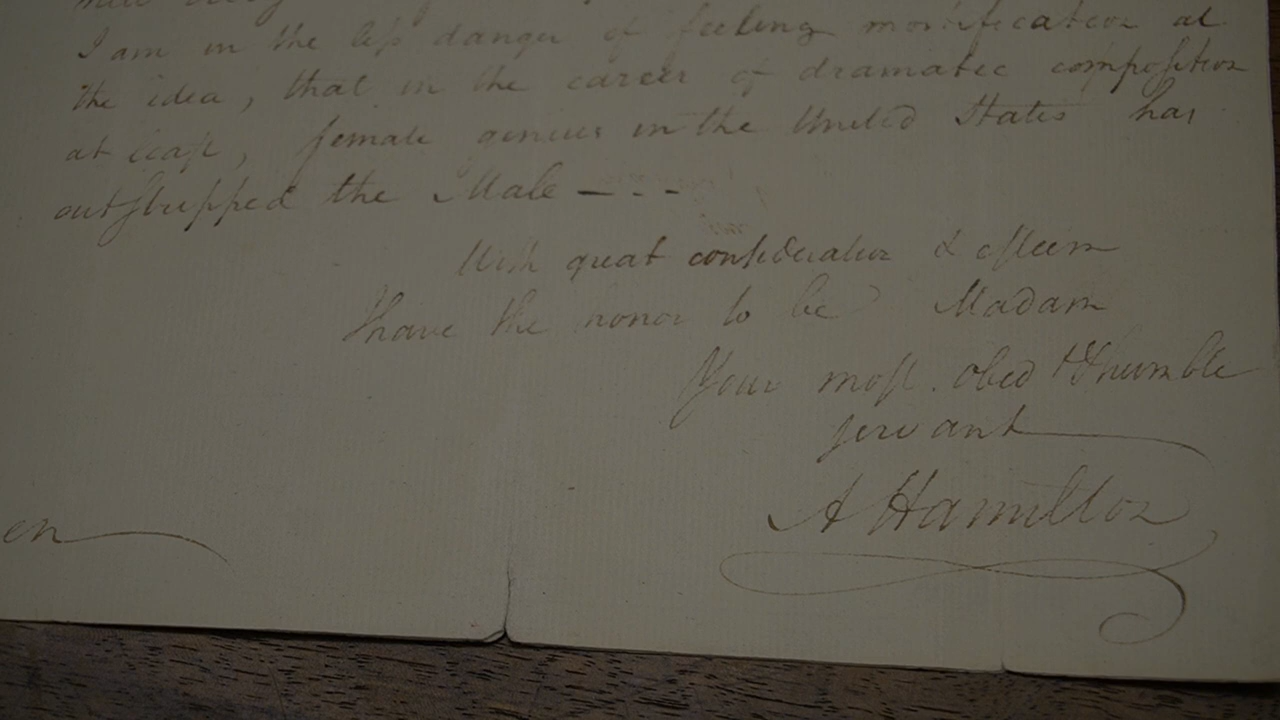 I am in the less danger of feeling mortification at
the idea, that in the career of dramatic composition
at least, female genius in the United States has
outstripped the Male — - -
With great consideration & esteem
I have the honor to be Madam
Your most. obed & humble
servant
A Hamilton
en